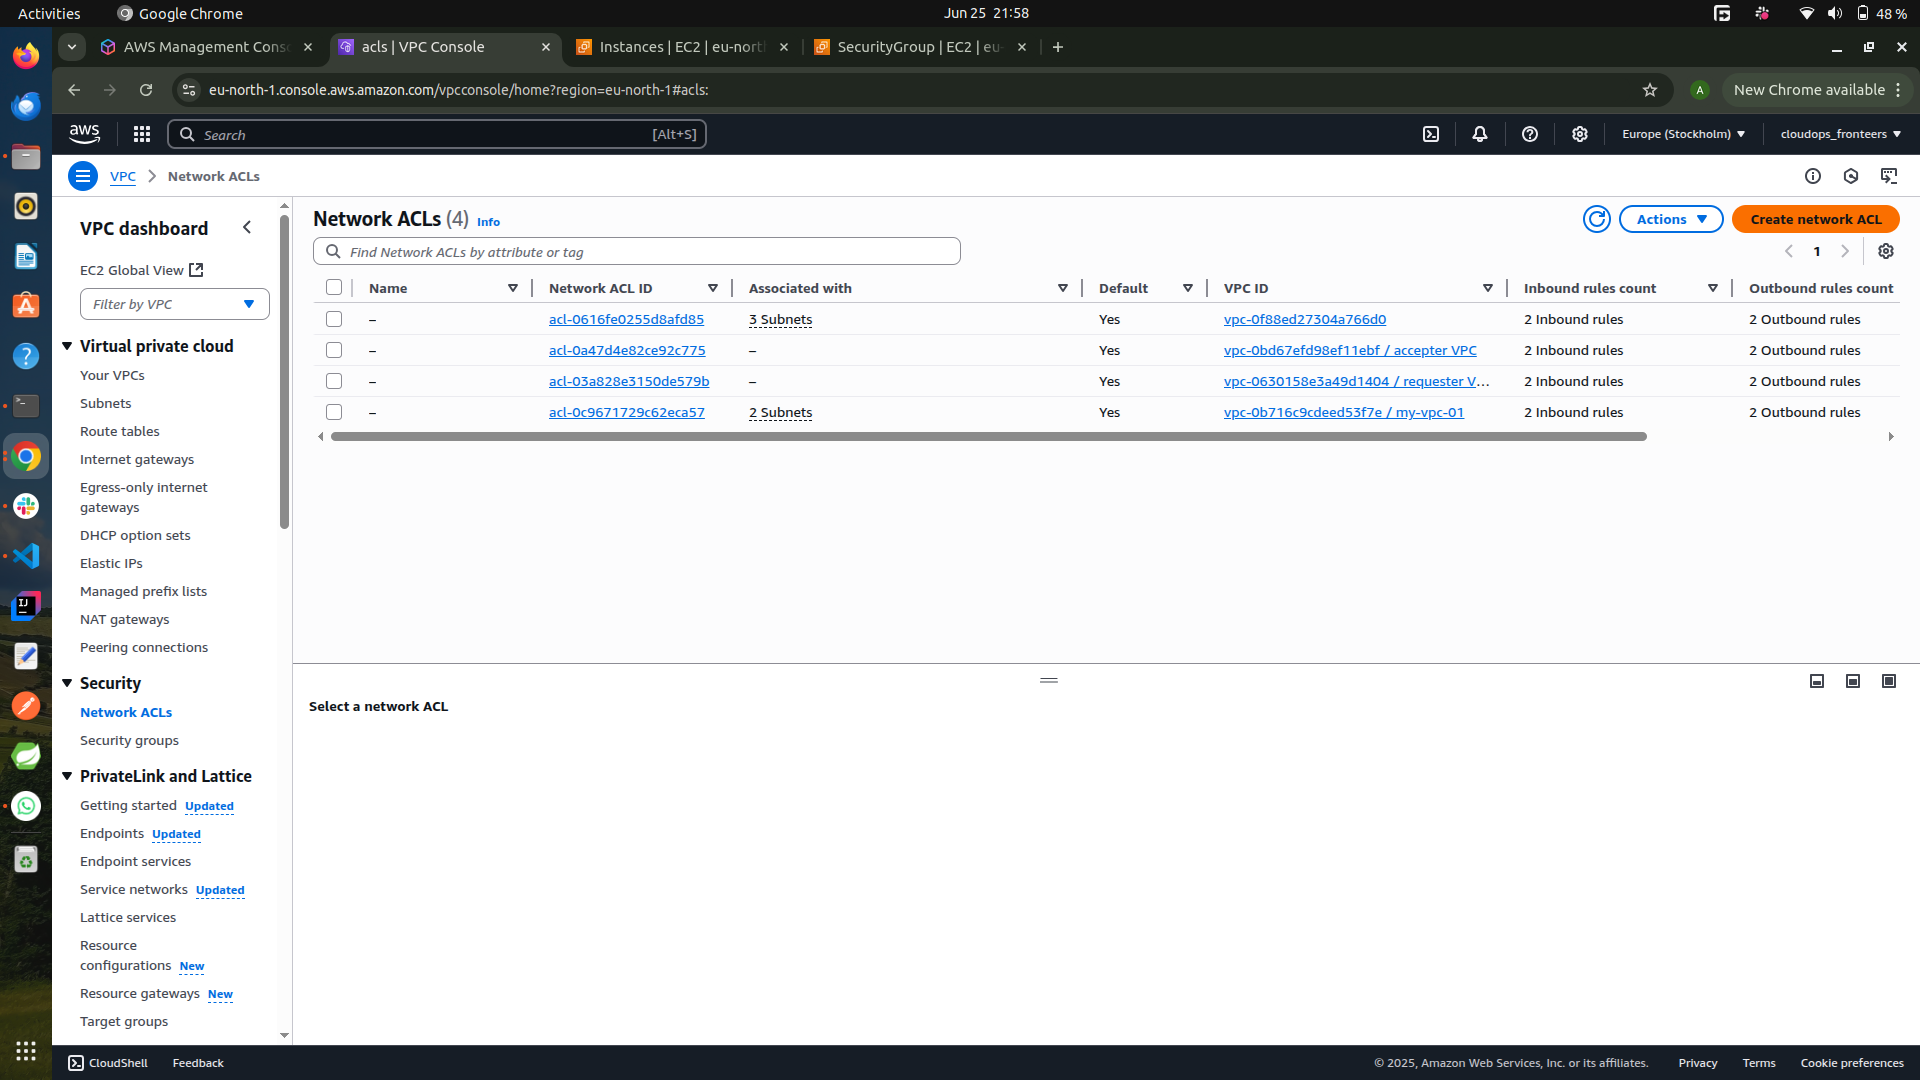 Activities
Google Chrome
Jun 25 21:58
48 %
AWS Management Cons
acls | VPC Console
Instances | EC2 | eu-nort
SecurityGroup | EC2 | eu-
eu-north-1.console.aws.amazon.com/vpcconsole/home?region=eu-north-1#acls:
A
New Chrome available
aws
Search
[Alt+S]
Europe (Stockholm)
cloudops_fronteers
VPC
Network ACLs
VPC dashboard
EC2 Global View
Filter by VPC
Virtual private cloud
Your VPCs
Subnets
Route tables
Internet gateways
Egress-only internet
gateways
DHCP option sets
Elastic IPs
Managed prefix lists
NAT gateways
Peering connections
Security
Network ACLs
Security groups
PrivateLink and Lattice
Getting started Updated
Endpoints Updated
Endpoint services
Service networks Updated
Lattice services
Resource
configurations New
Resource gateways New
Target groups
Network ACLs (4) Info
Actions
Create network ACL
Find Network ACLs by attribute or tag
1
Name Network ACL ID Associated with Default VPC ID Inbound rules count Outbound rules count
– acl-0616fe0255d8afd85 3 Subnets Yes vpc-0f88ed27304a766d0 2 Inbound rules 2 Outbound rules
– acl-0a47d4e82ce92c775 – Yes vpc-0bd67efd98ef11ebf / accepter VPC 2 Inbound rules 2 Outbound rules
– acl-03a828e3150de579b – Yes vpc-0630158e3a49d1404 / requester V... 2 Inbound rules 2 Outbound rules
– acl-0c9671729c62eca57 2 Subnets Yes vpc-0b716c9cdeed53f7e / my-vpc-01 2 Inbound rules 2 Outbound rules
Select a network ACL
CloudShell
Feedback
© 2025, Amazon Web Services, Inc. or its affiliates.
Privacy
Terms
Cookie preferences